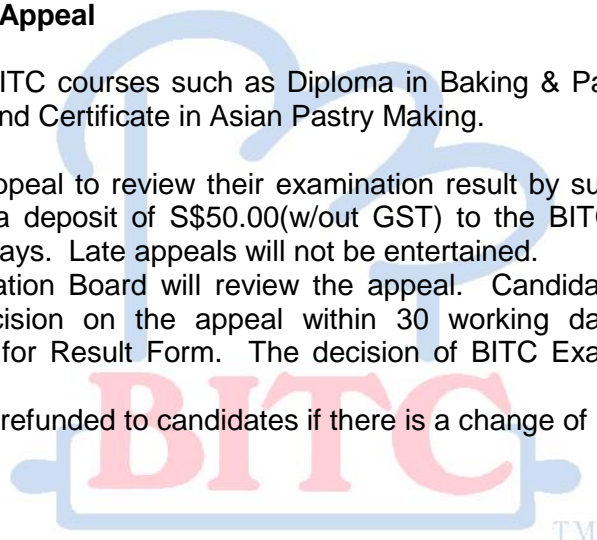 Appeal
ITC courses such as Diploma in Baking & Pa
nd Certificate in Asian Pastry Making.
ppeal to review their examination result by su
a deposit of S$50.00(w/out GST) to the BITC
ays. Late appeals will not be entertained.
ation Board will review the appeal. Candida
cision on the appeal within 30 working da
for Result Form. The decision of BITC Exa
refunded to candidates if there is a change of
BITC
TM